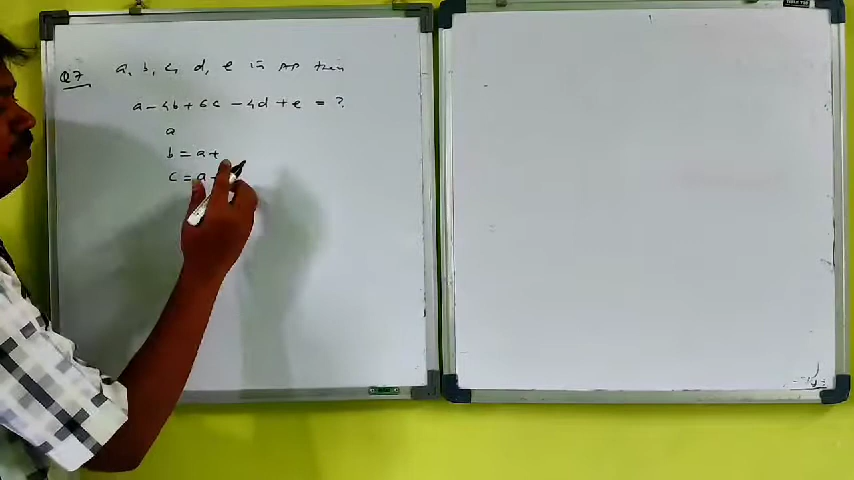 Q7 a, b, c, d, e in AP then
a - 4b + 6c - 4d + e = ?
a
b = a +
c = a +